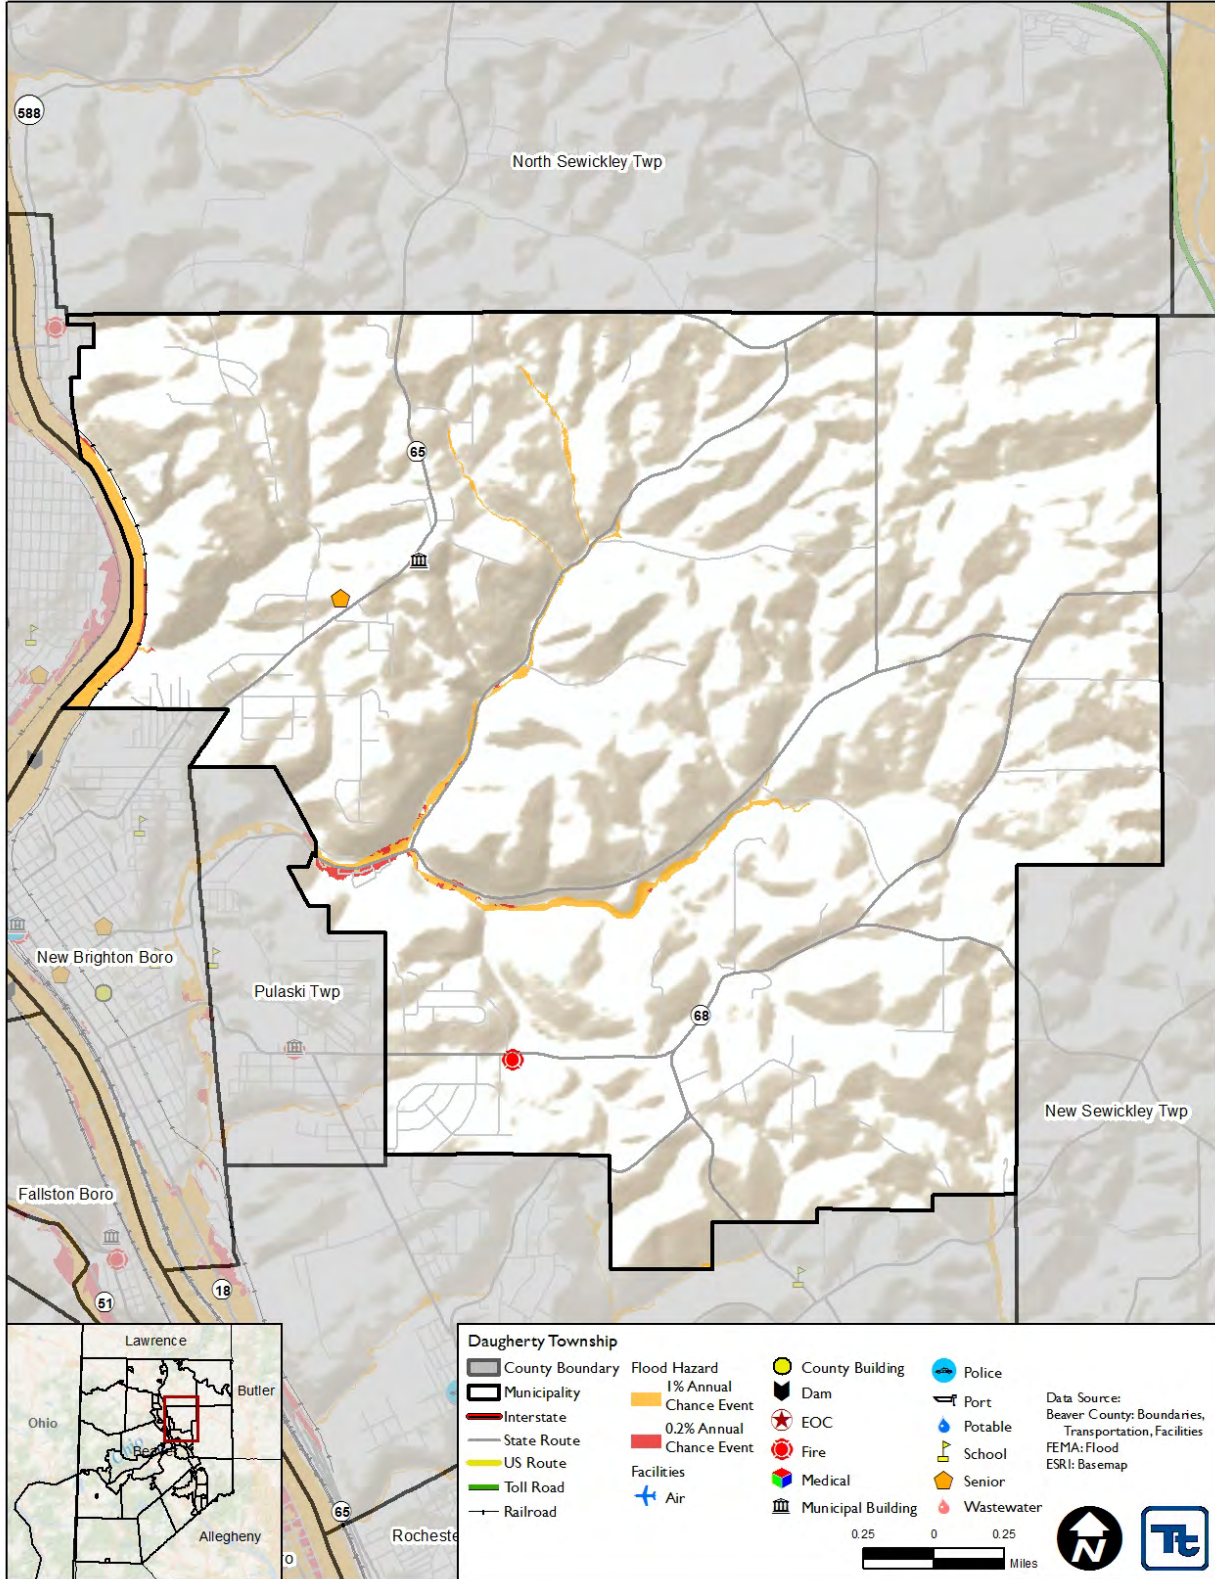 588
North Sewickley Twp
65
New Brighton Boro
Pulaski Twp
68
New Sewickley Twp
Fallston Boro
51
18
65
Rocheste
o
Lawrence
Butler
Ohio
Ohio
Beaver
Allegheny
Daugherty Township
County Boundary
Municipality
Interstate
State Route
US Route
Toll Road
Railroad
Flood Hazard
1% Annual
Chance Event
0.2% Annual
Chance Event
Facilities
Air
County Building
Dam
EOC
Fire
Medical
Municipal Building
Police
Port
Potable
School
Senior
Wastewater
Data Source:
Beaver County: Boundaries,
Transportation, Facilities
FEMA: Flood
ESRI: Basemap
0.25 0 0.25
Miles
N
Tt